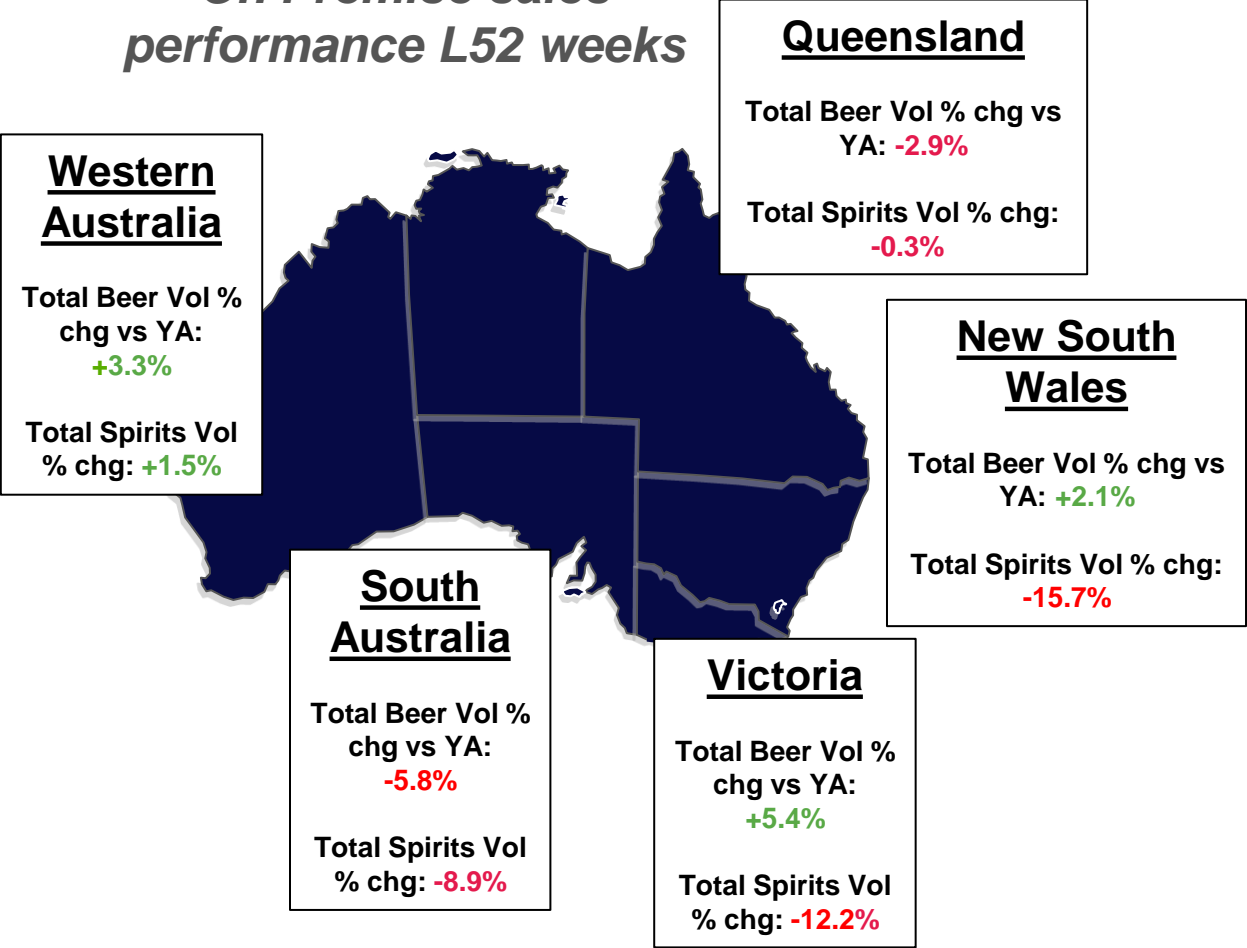 On Premise sales
performance L52 weeks
Queensland
Total Beer Vol % chg vs
YA: -2.9%
Total Spirits Vol % chg:
-0.3%
Western
Australia
Total Beer Vol %
chg vs YA:
+3.3%
Total Spirits Vol
% chg: +1.5%
New South
Wales
Total Beer Vol % chg vs
YA: +2.1%
Total Spirits Vol % chg:
-15.7%
South
Australia
Total Beer Vol %
chg vs YA:
-5.8%
Total Spirits Vol
% chg: -8.9%
Victoria
Total Beer Vol %
chg vs YA:
+5.4%
Total Spirits Vol
% chg: -12.2%